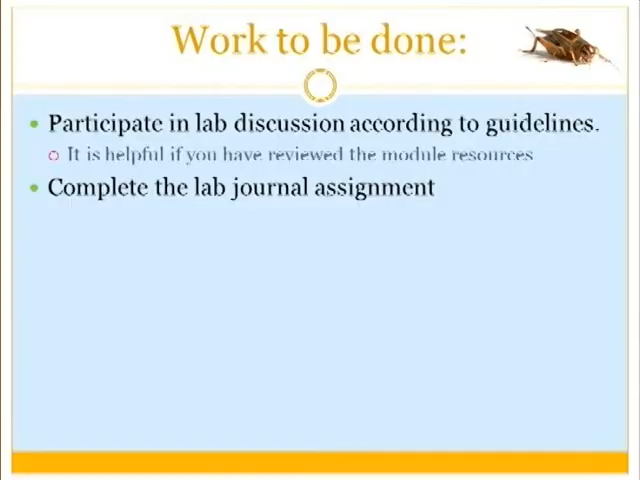 Work to be done:
Participate in lab discussion according to guidelines.
It is helpful if you have reviewed the module resources
Complete the lab journal assignment